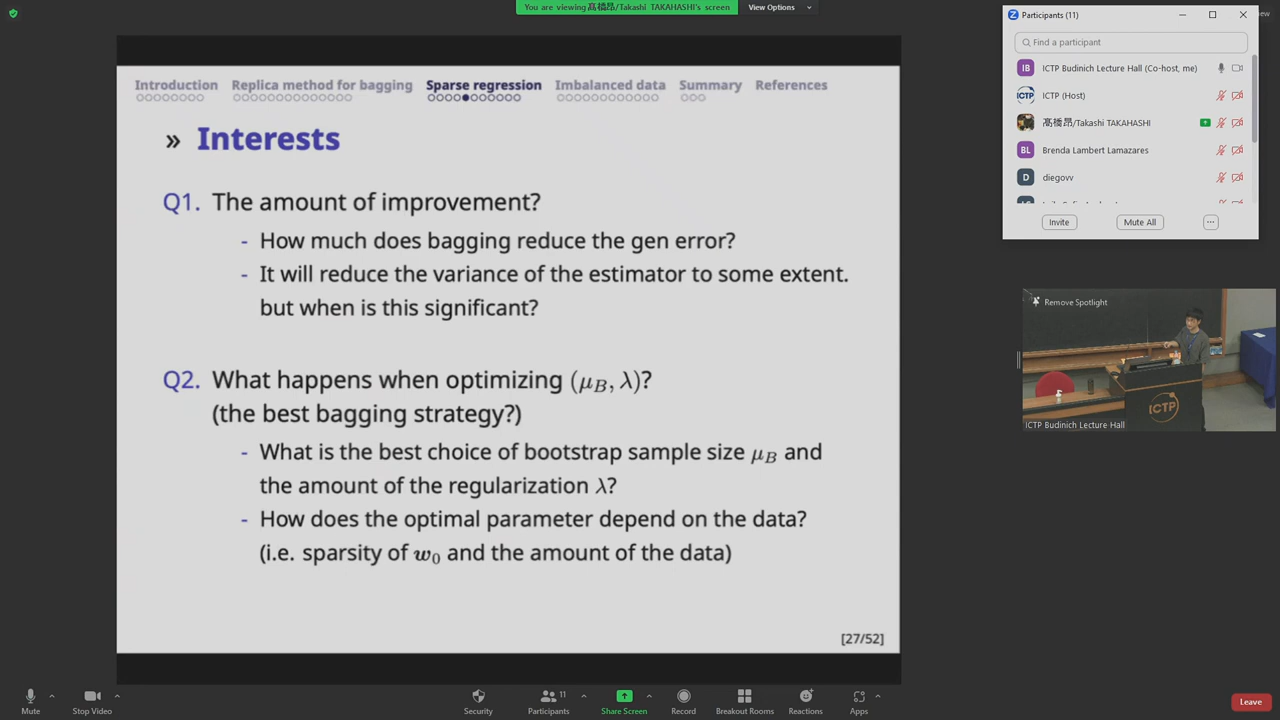 You are viewing 髙橋昂/Takashi TAKAHASHI's screen
View Options
Participants (11)
Find a participant
IB
ICTP Budinich Lecture Hall (Co-host, me)
ICTP
ICTP (Host)
髙橋昂/Takashi TAKAHASHI
BL
Brenda Lambert Lamazares
D
diegovv
Invite
Mute All
...
Introduction
Replica method for bagging
Sparse regression
Imbalanced data
Summary
References
» Interests
Q1. The amount of improvement?
- How much does bagging reduce the gen error?
- It will reduce the variance of the estimator to some extent.
but when is this significant?
Q2. What happens when optimizing (μ_B, λ)?
(the best bagging strategy?)
- What is the best choice of bootstrap sample size μ_B and
the amount of the regularization λ?
- How does the optimal parameter depend on the data?
(i.e. sparsity of w_0 and the amount of the data)
[27/52]
Remove Spotlight
ICTP
ICTP Budinich Lecture Hall
Mute
Stop Video
Security
Participants
11
Share Screen
Record
Breakout Rooms
Reactions
Apps
Leave